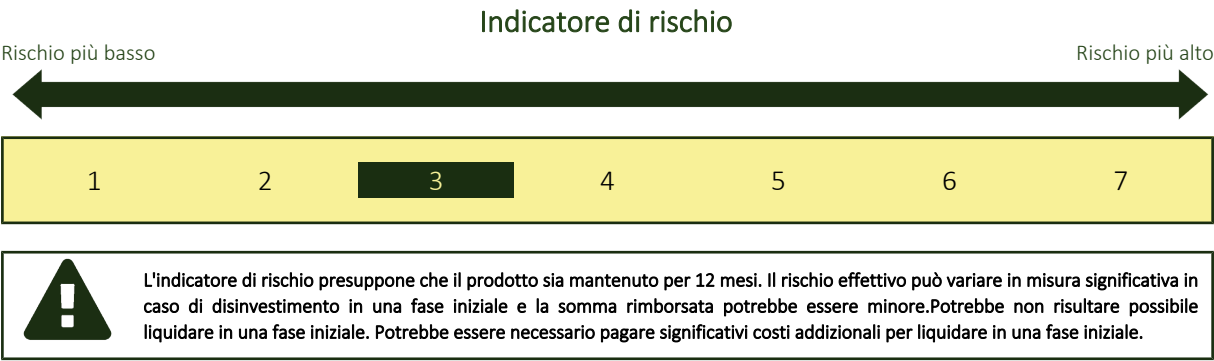 Indicatore di rischio
Rischio più basso Rischio più alto
1 2 3 4 5 6 7
L'indicatore di rischio presuppone che il prodotto sia mantenuto per 12 mesi. Il rischio effettivo può variare in misura significativa in
caso di disinvestimento in una fase iniziale e la somma rimborsata potrebbe essere minore.Potrebbe non risultare possibile
liquidare in una fase iniziale. Potrebbe essere necessario pagare significativi costi addizionali per liquidare in una fase iniziale.